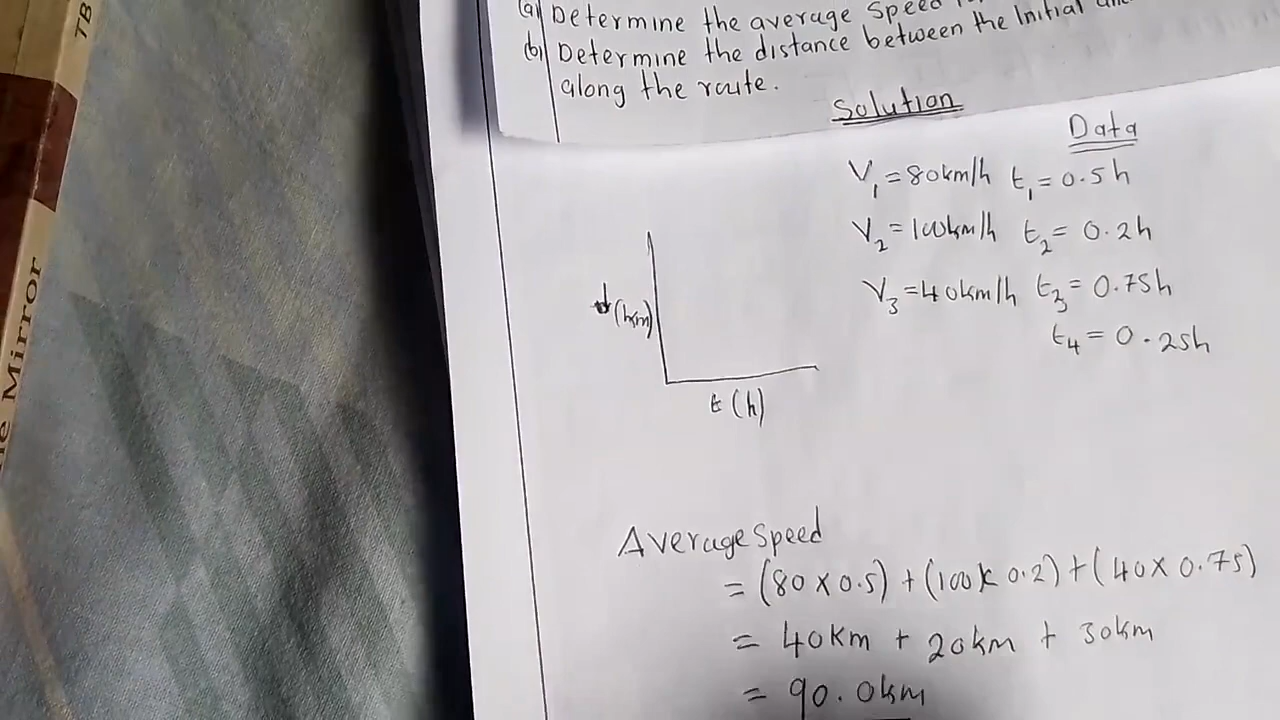 (a) Determine the average speed
(b) Determine the distance between the Initial
along the route.
Solution
Data
V₁ = 80km/h t₁ = 0.5h
V₂ = 100km/h t₂ = 0.2h
V₃ = 40km/h t₃ = 0.75h
t₄ = 0.25h
d (km)
t (h)
Average Speed
= (80 × 0.5) + (100 × 0.2) + (40 × 0.75)
= 40km + 20km + 30km
= 90.0km
TB
Mirror